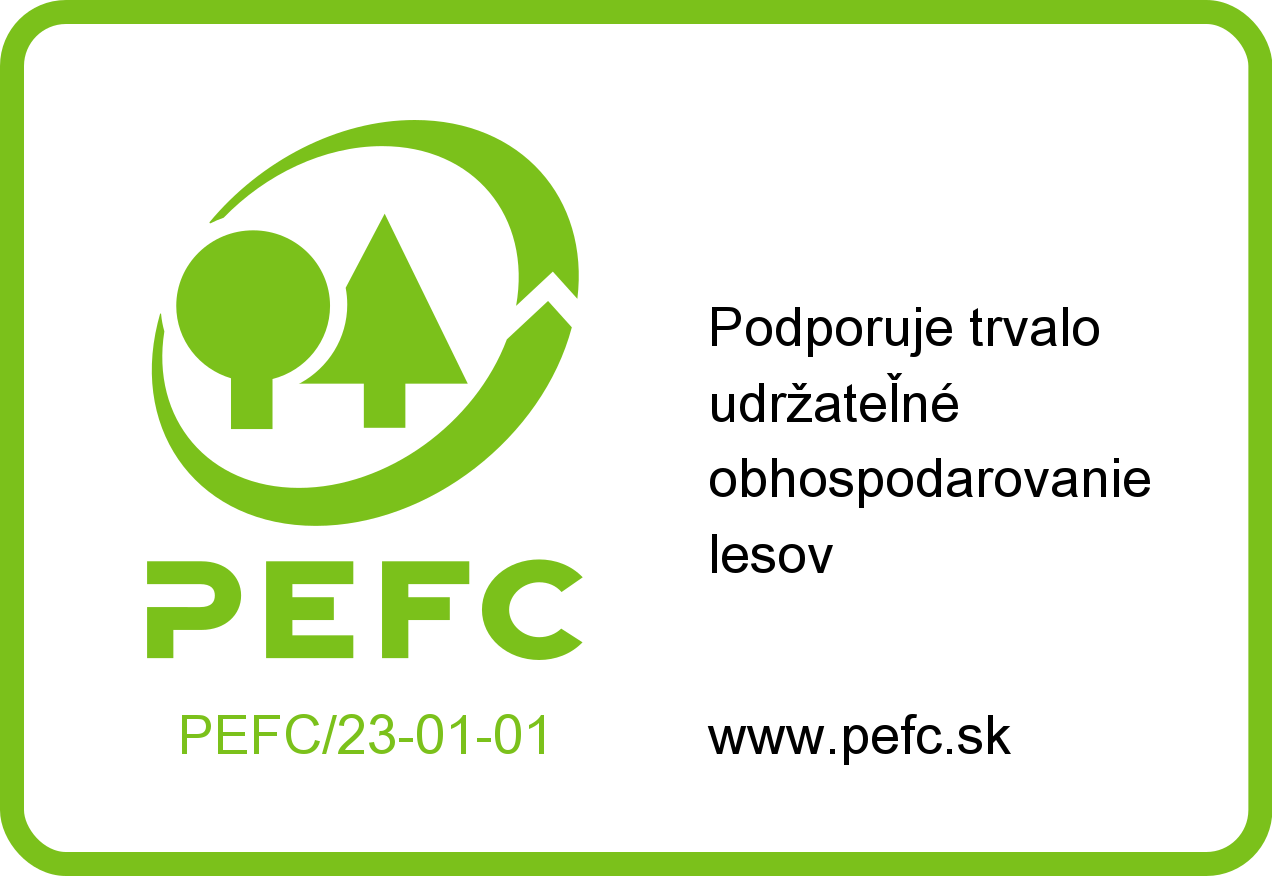 PEFC
PEFC/23-01-01
Podporuje trvalo
udržateľné
obhospodarovanie
lesov
www.pefc.sk